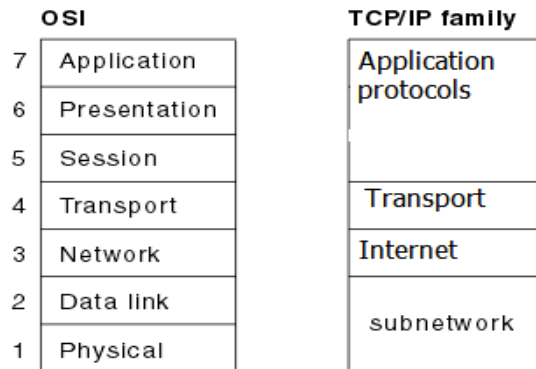 OSI
7 Application
6 Presentation
5 Session
4 Transport
3 Network
2 Data link
1 Physical
TCP/IP family
Application
protocols
Transport
Internet
subnetwork